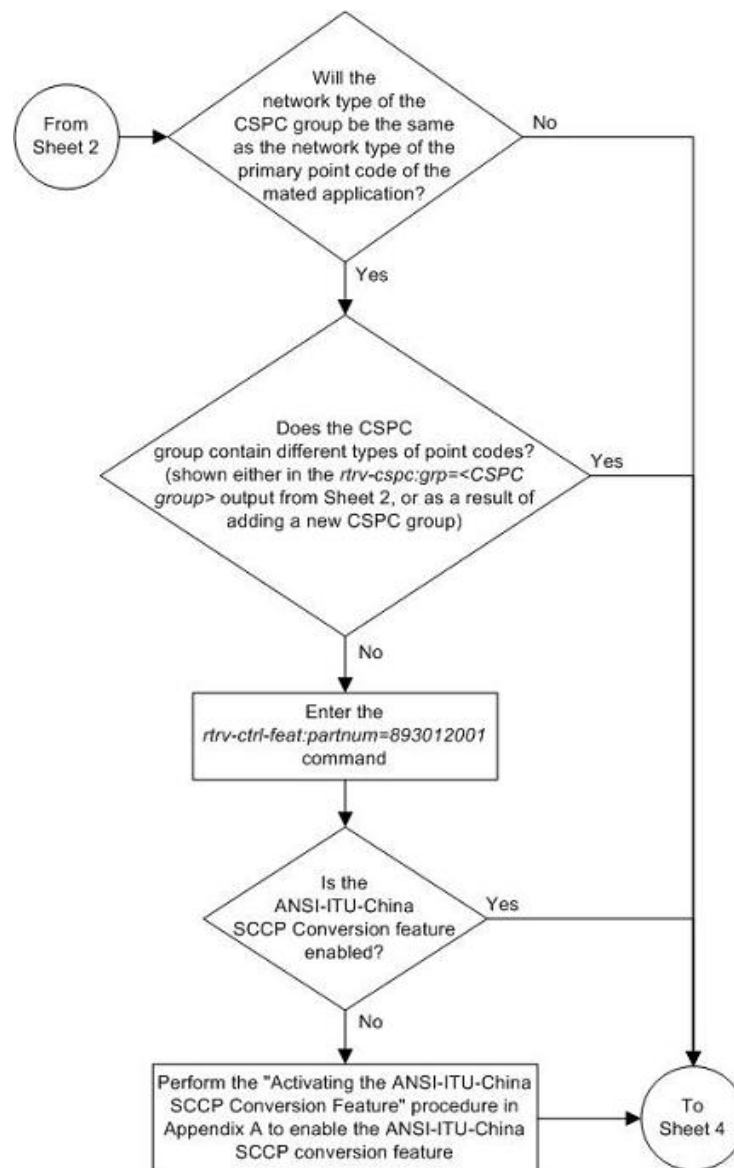 From
Sheet 2
Will the
network type of the
CSPC group be the same
as the network type of the
primary point code of the
mated application?
No
Yes
Does the CSPC
group contain different types of point codes?
(shown either in the rtrv-cspc:grp=<CSPC
group> output from Sheet 2, or as a result of
adding a new CSPC group)
Yes
No
Enter the
rtrv-ctrl-feat:partnum=893012001
command
Is the
ANSI-ITU-China
SCCP Conversion feature
enabled?
Yes
No
Perform the "Activating the ANSI-ITU-China
SCCP Conversion Feature" procedure in
Appendix A to enable the ANSI-ITU-China
SCCP conversion feature
To
Sheet 4